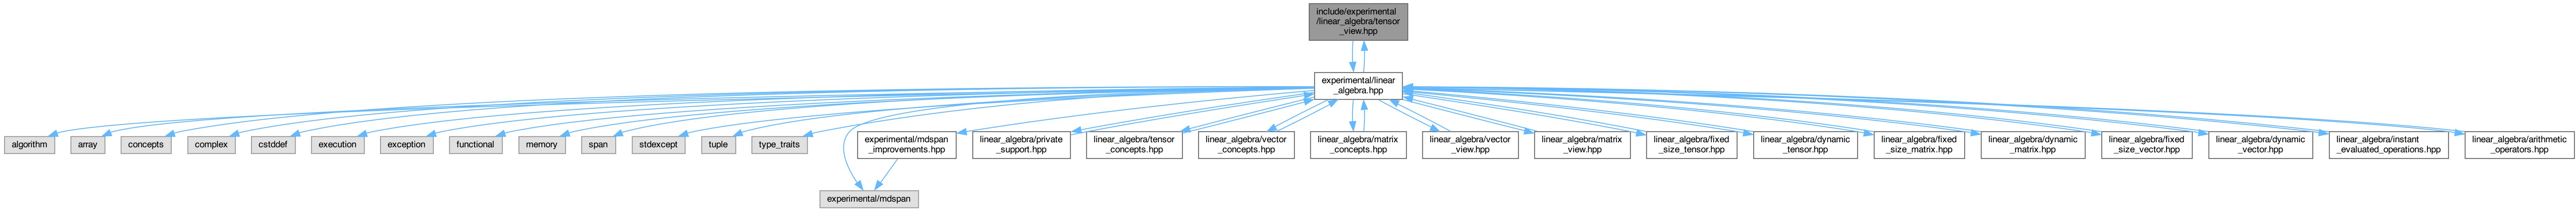 include/experimental
/linear_algebra/tensor
_view.hpp
experimental/linear
_algebra.hpp
algorithm
array
concepts
complex
cstddef
execution
exception
functional
memory
span
stdexcept
tuple
type_traits
experimental/mdspan
_improvements.hpp
linear_algebra/private
_support.hpp
linear_algebra/tensor
_concepts.hpp
linear_algebra/vector
_concepts.hpp
linear_algebra/matrix
_concepts.hpp
linear_algebra/vector
_view.hpp
linear_algebra/matrix
_view.hpp
linear_algebra/fixed
_size_tensor.hpp
linear_algebra/dynamic
_tensor.hpp
linear_algebra/fixed
_size_matrix.hpp
linear_algebra/dynamic
_matrix.hpp
linear_algebra/fixed
_size_vector.hpp
linear_algebra/dynamic
_vector.hpp
linear_algebra/instant
_evaluated_operations.hpp
linear_algebra/arithmetic
_operators.hpp
experimental/mdspan